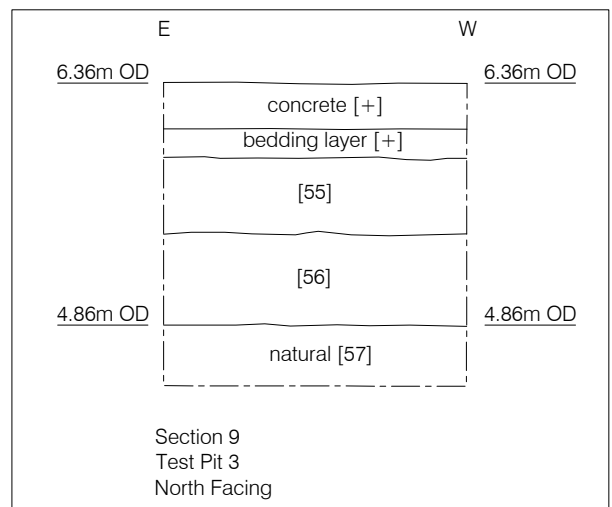 E W
6.36m OD 6.36m OD
concrete [+]
bedding layer [+]
[55]
[56]
4.86m OD 4.86m OD
natural [57]
Section 9
Test Pit 3
North Facing